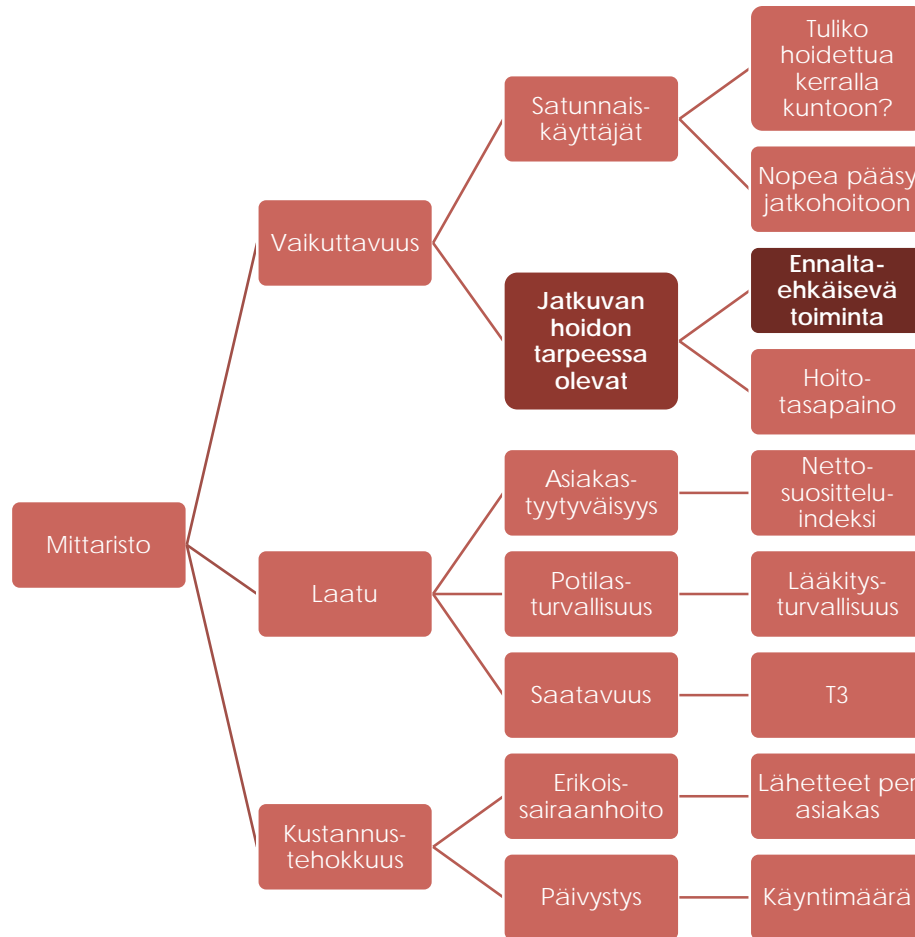 Mittaristo
Vaikuttavuus
Satunnais-
käyttäjät
Tuliko
hoidettua
kerralla
kuntoon?
Nopea pääsy
jatkohoitoon
Jatkuvan
hoidon
tarpeessa
olevat
Ennalta-
ehkäisevä
toiminta
Hoito-
tasapaino
Laatu
Asiakas-
tyytyväisyys
Netto-
suosittelu-
indeksi
Potilas-
turvallisuus
Lääkitys-
turvallisuus
Saatavuus
T3
Kustannus-
tehokkuus
Erikois-
sairaanhoito
Lähetteet per
asiakas
Päivystys
Käyntimäärä